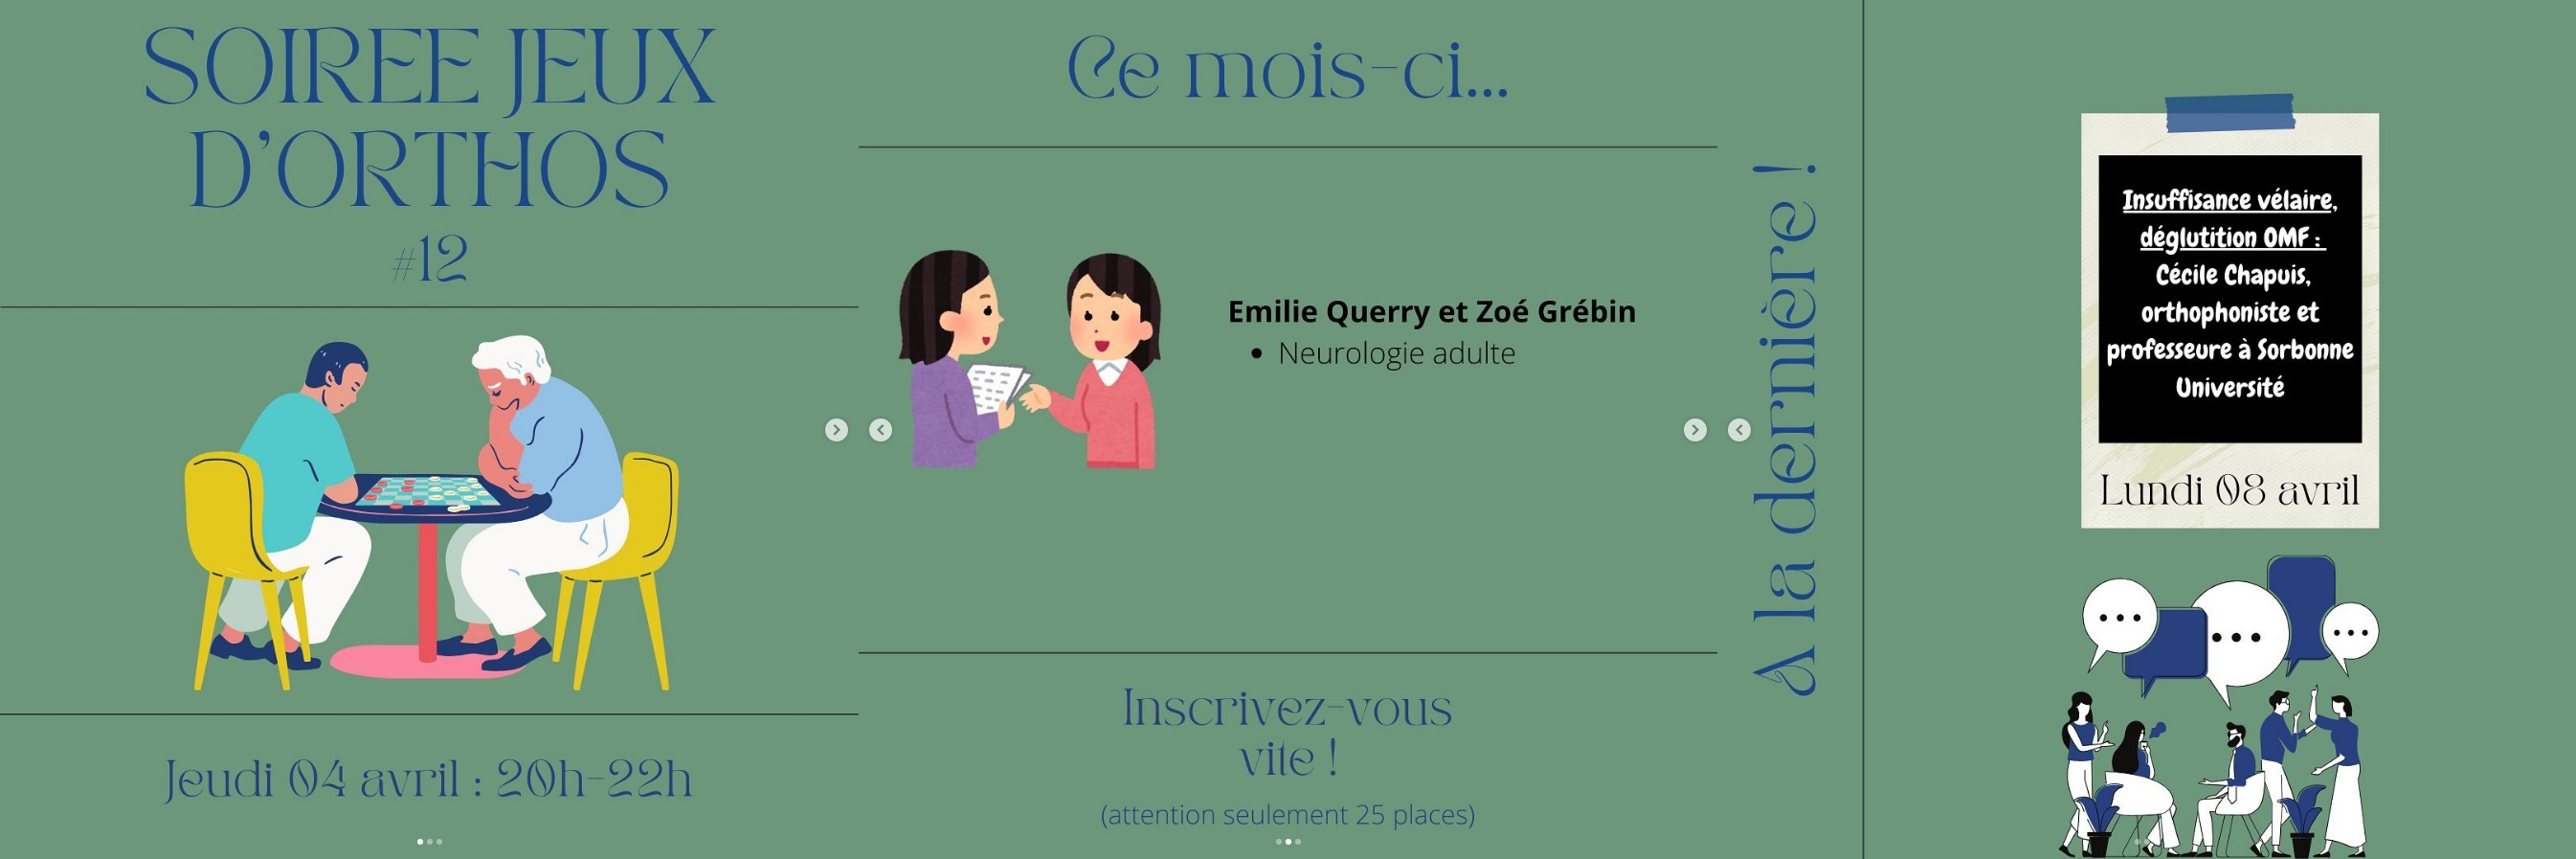 SOIREE JEUX
D'ORTHOS
#12
Jeudi 04 avril : 20h-22h
Ce mois-ci...
Emilie Querry et Zoé Grébin
• Neurologie adulte
Inscrivez-vous
vite !
(attention seulement 25 places)
A la dernière !
Insuffisance vélaire,
déglutition OMF :
Cécile Chapuis,
orthophoniste et
professeure à Sorbonne
Université
Lundi 08 avril